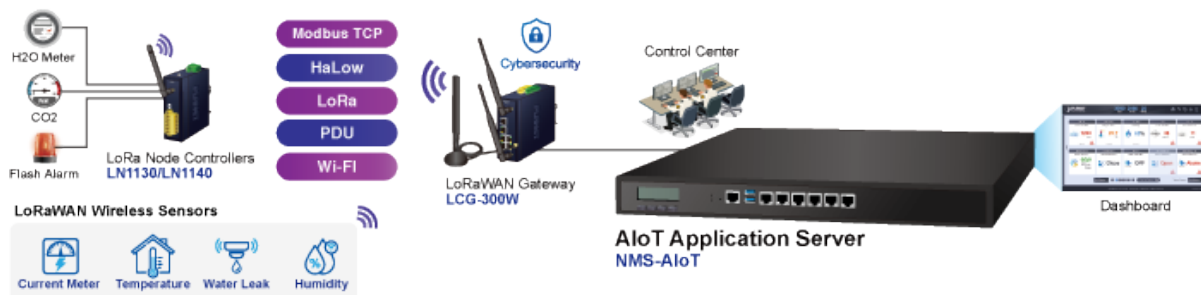 H2O Meter
CO2
Flash Alarm
LoRa Node Controllers
LN1130/LN1140
Modbus TCP
HaLow
LoRa
PDU
Wi-FI
Cybersecurity
LoRaWAN Gateway
LCG-300W
Control Center
AIoT Application Server
NMS-AIoT
Dashboard
LoRaWAN Wireless Sensors
Current Meter
Temperature
Water Leak
Humidity